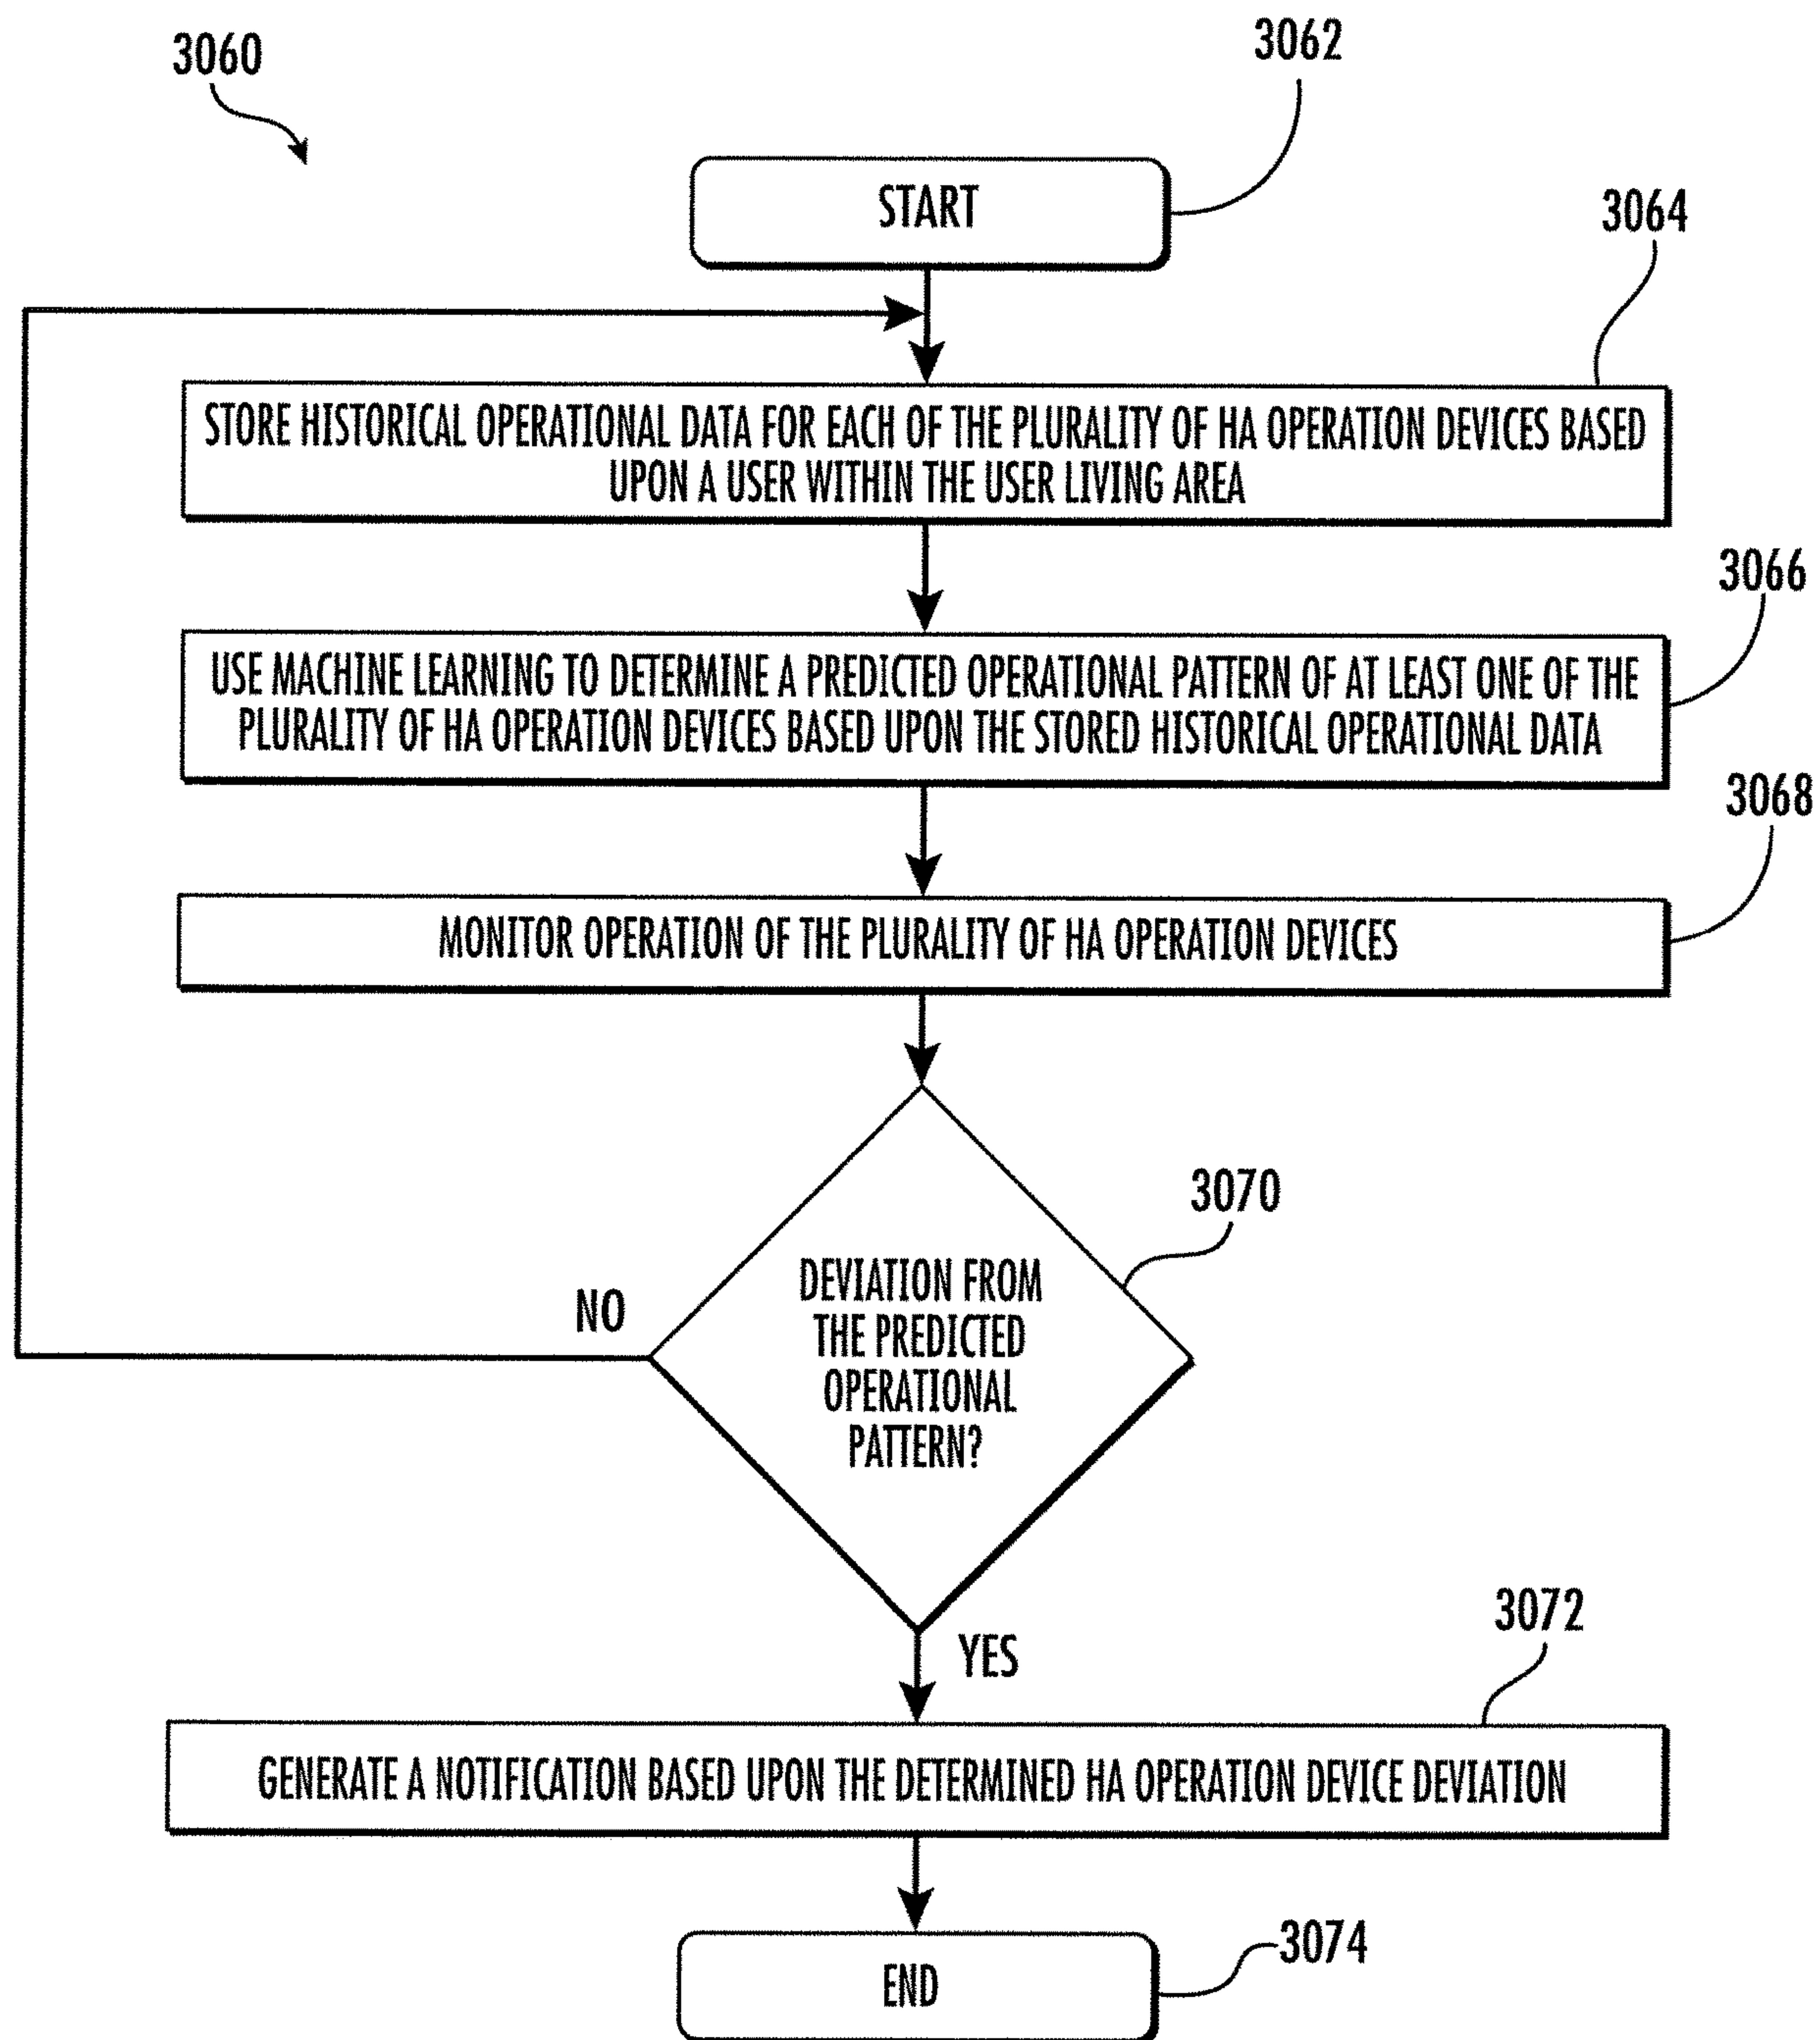 3060
3062
START
3064
STORE HISTORICAL OPERATIONAL DATA FOR EACH OF THE PLURALITY OF HA OPERATION DEVICES BASED
UPON A USER WITHIN THE USER LIVING AREA
3066
USE MACHINE LEARNING TO DETERMINE A PREDICTED OPERATIONAL PATTERN OF AT LEAST ONE OF THE
PLURALITY OF HA OPERATION DEVICES BASED UPON THE STORED HISTORICAL OPERATIONAL DATA
3068
MONITOR OPERATION OF THE PLURALITY OF HA OPERATION DEVICES
3070
DEVIATION FROM
THE PREDICTED
OPERATIONAL
PATTERN?
NO
YES
3072
GENERATE A NOTIFICATION BASED UPON THE DETERMINED HA OPERATION DEVICE DEVIATION
3074
END